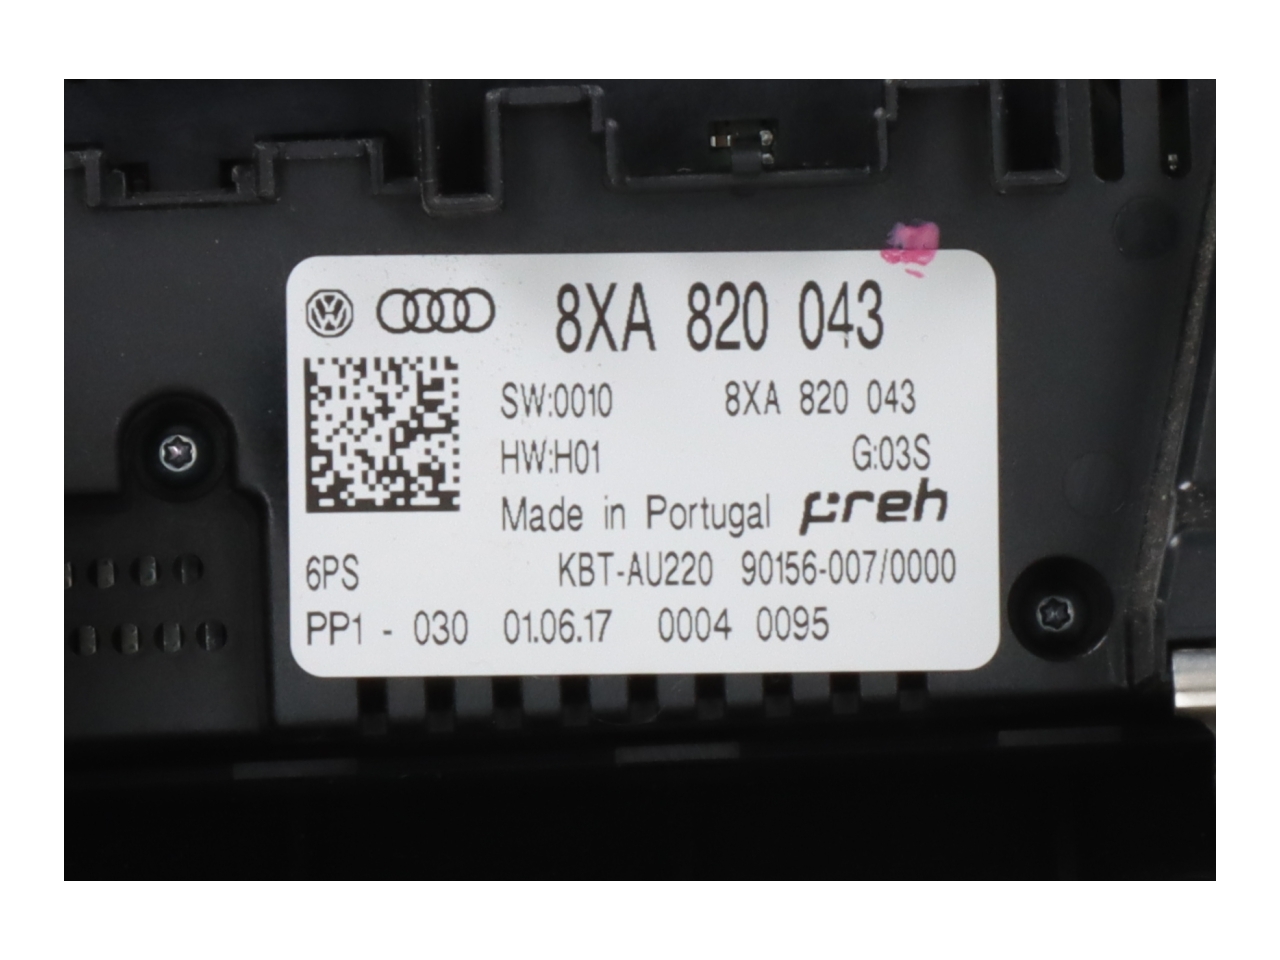 8XA 820 043
SW:0010 8XA 820 043
HW:H01 G:03S
Made in Portugal preh
6PS KBT-AU220 90156-007/0000
PP1 - 030 01.06.17 0004 0095